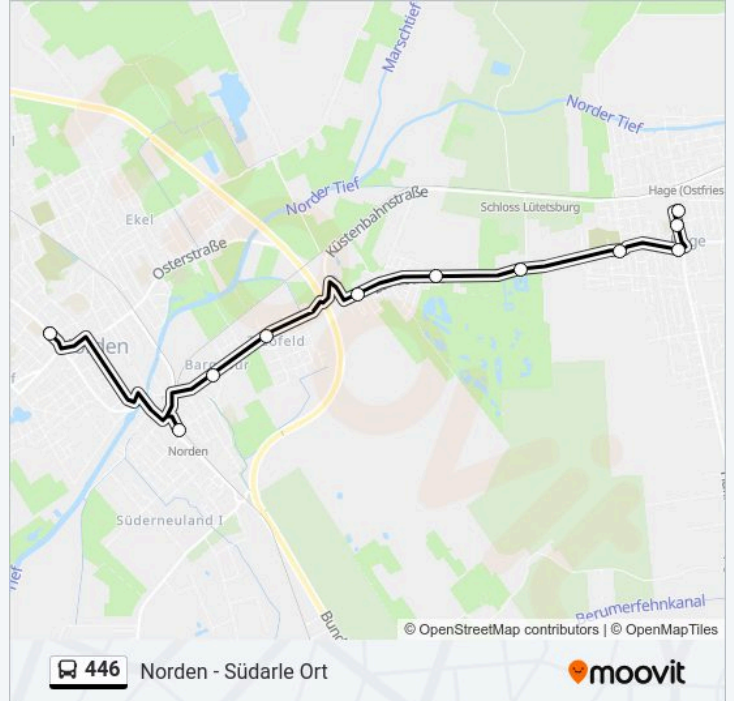 Marschtief
Norder Tief
Hage (Ostfries
Norder Tief
Küstenbahnstraße
Schloss Lütetsburg
Ekel
Osterstraße
Norden
Süderneuland I
Tief
Berumerfehnkanal
© OpenStreetMap contributors | © OpenMapTiles
446 Norden - Südarle Ort
moovit